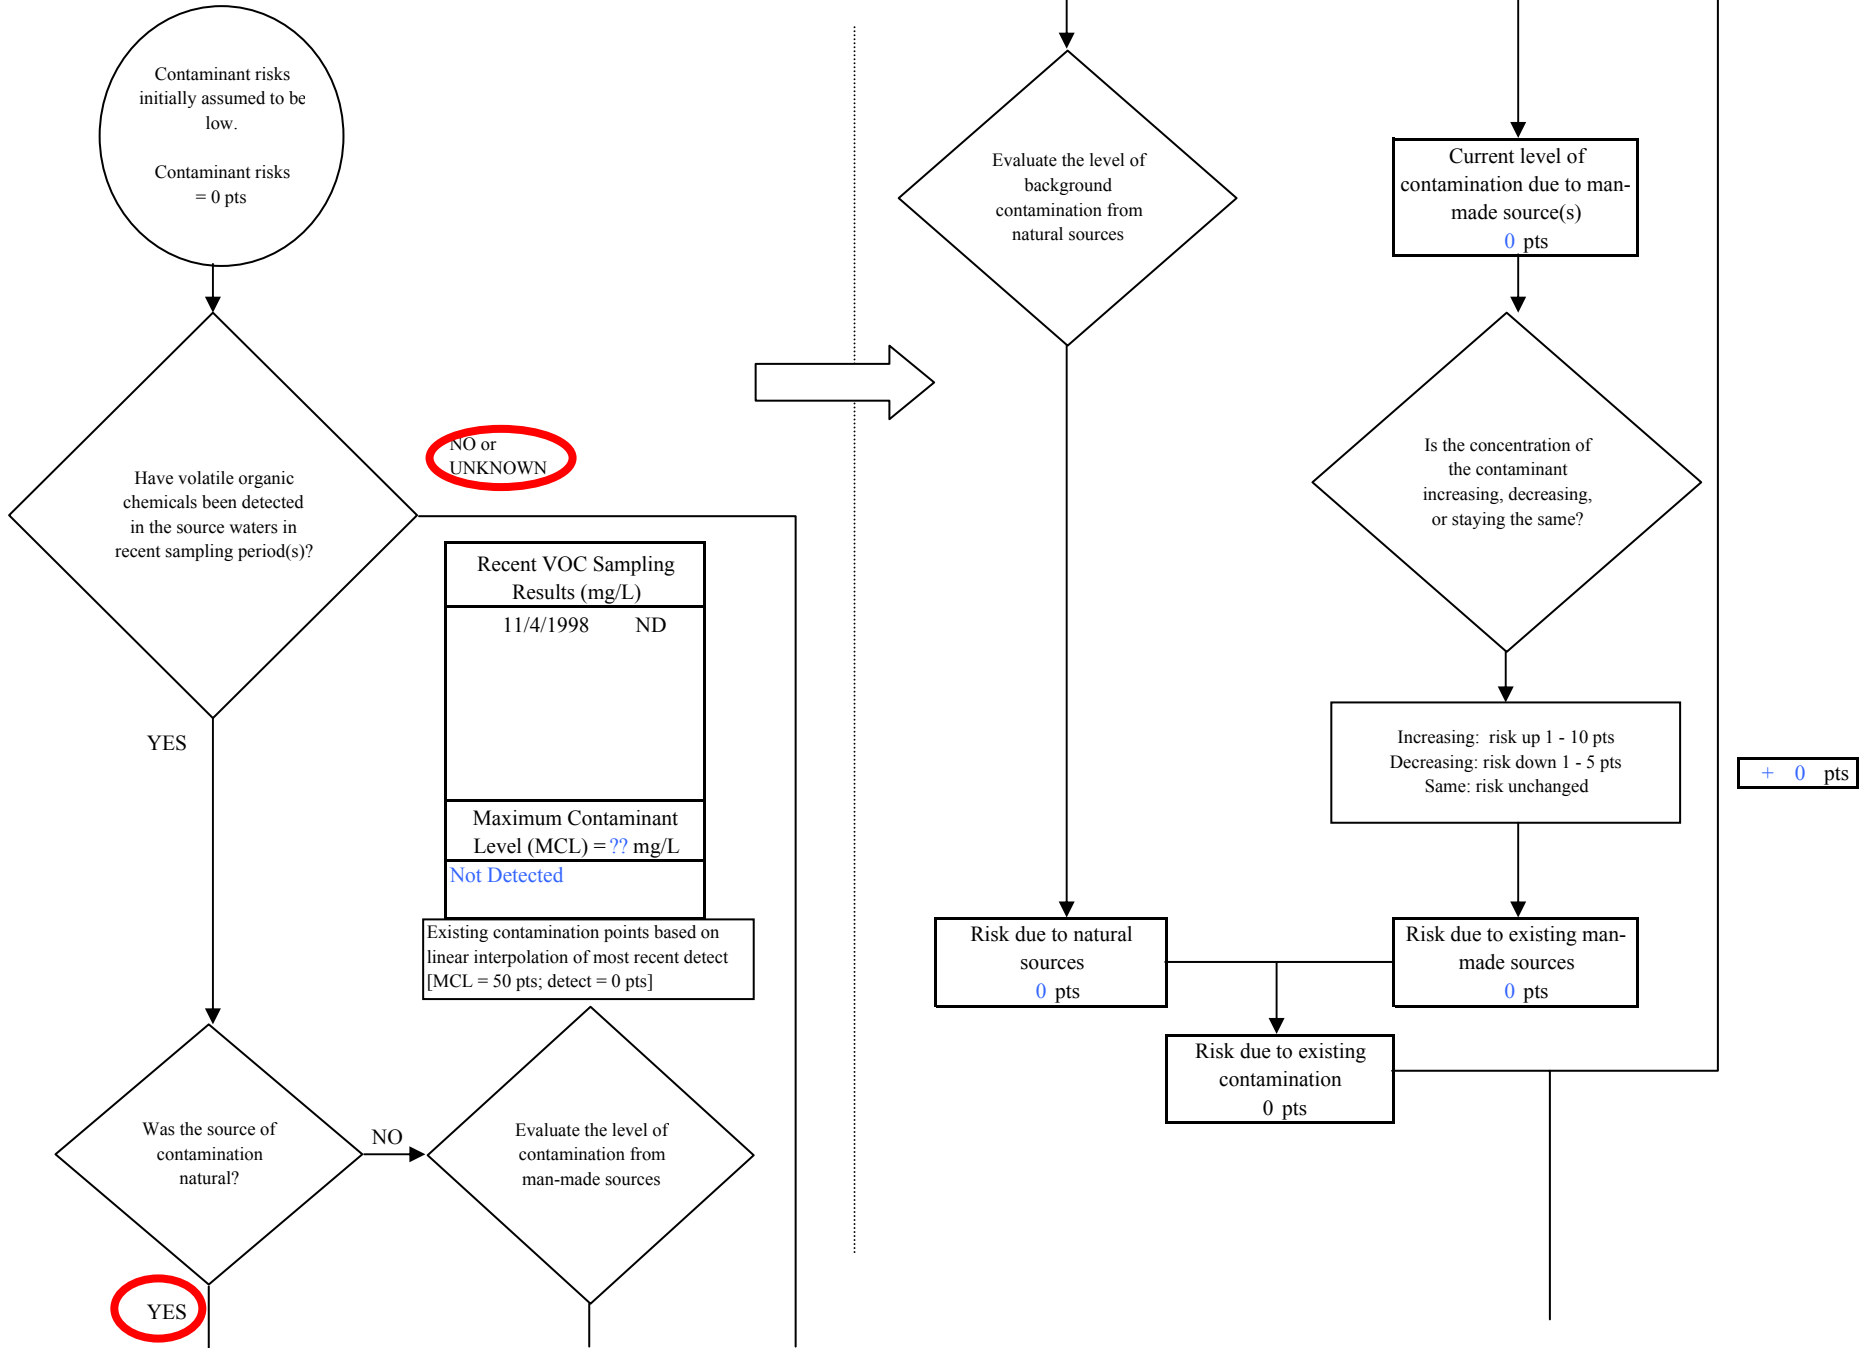 Contaminant risks
initially assumed to be
low.
Contaminant risks
= 0 pts
Have volatile organic
chemicals been detected
in the source waters in
recent sampling period(s)?
NO or
UNKNOWN
YES
Recent VOC Sampling
Results (mg/L)
11/4/1998 ND
Maximum Contaminant
Level (MCL) = ?? mg/L
Not Detected
Existing contamination points based on
linear interpolation of most recent detect
[MCL = 50 pts; detect = 0 pts]
Was the source of
contamination
natural?
NO
Evaluate the level of
contamination from
man-made sources
YES
Evaluate the level of
background
contamination from
natural sources
Current level of
contamination due to man-
made source(s)
0 pts
Is the concentration of
the contaminant
increasing, decreasing,
or staying the same?
Increasing: risk up 1 - 10 pts
Decreasing: risk down 1 - 5 pts
Same: risk unchanged
+ 0 pts
Risk due to natural
sources
0 pts
Risk due to existing man-
made sources
0 pts
Risk due to existing
contamination
0 pts